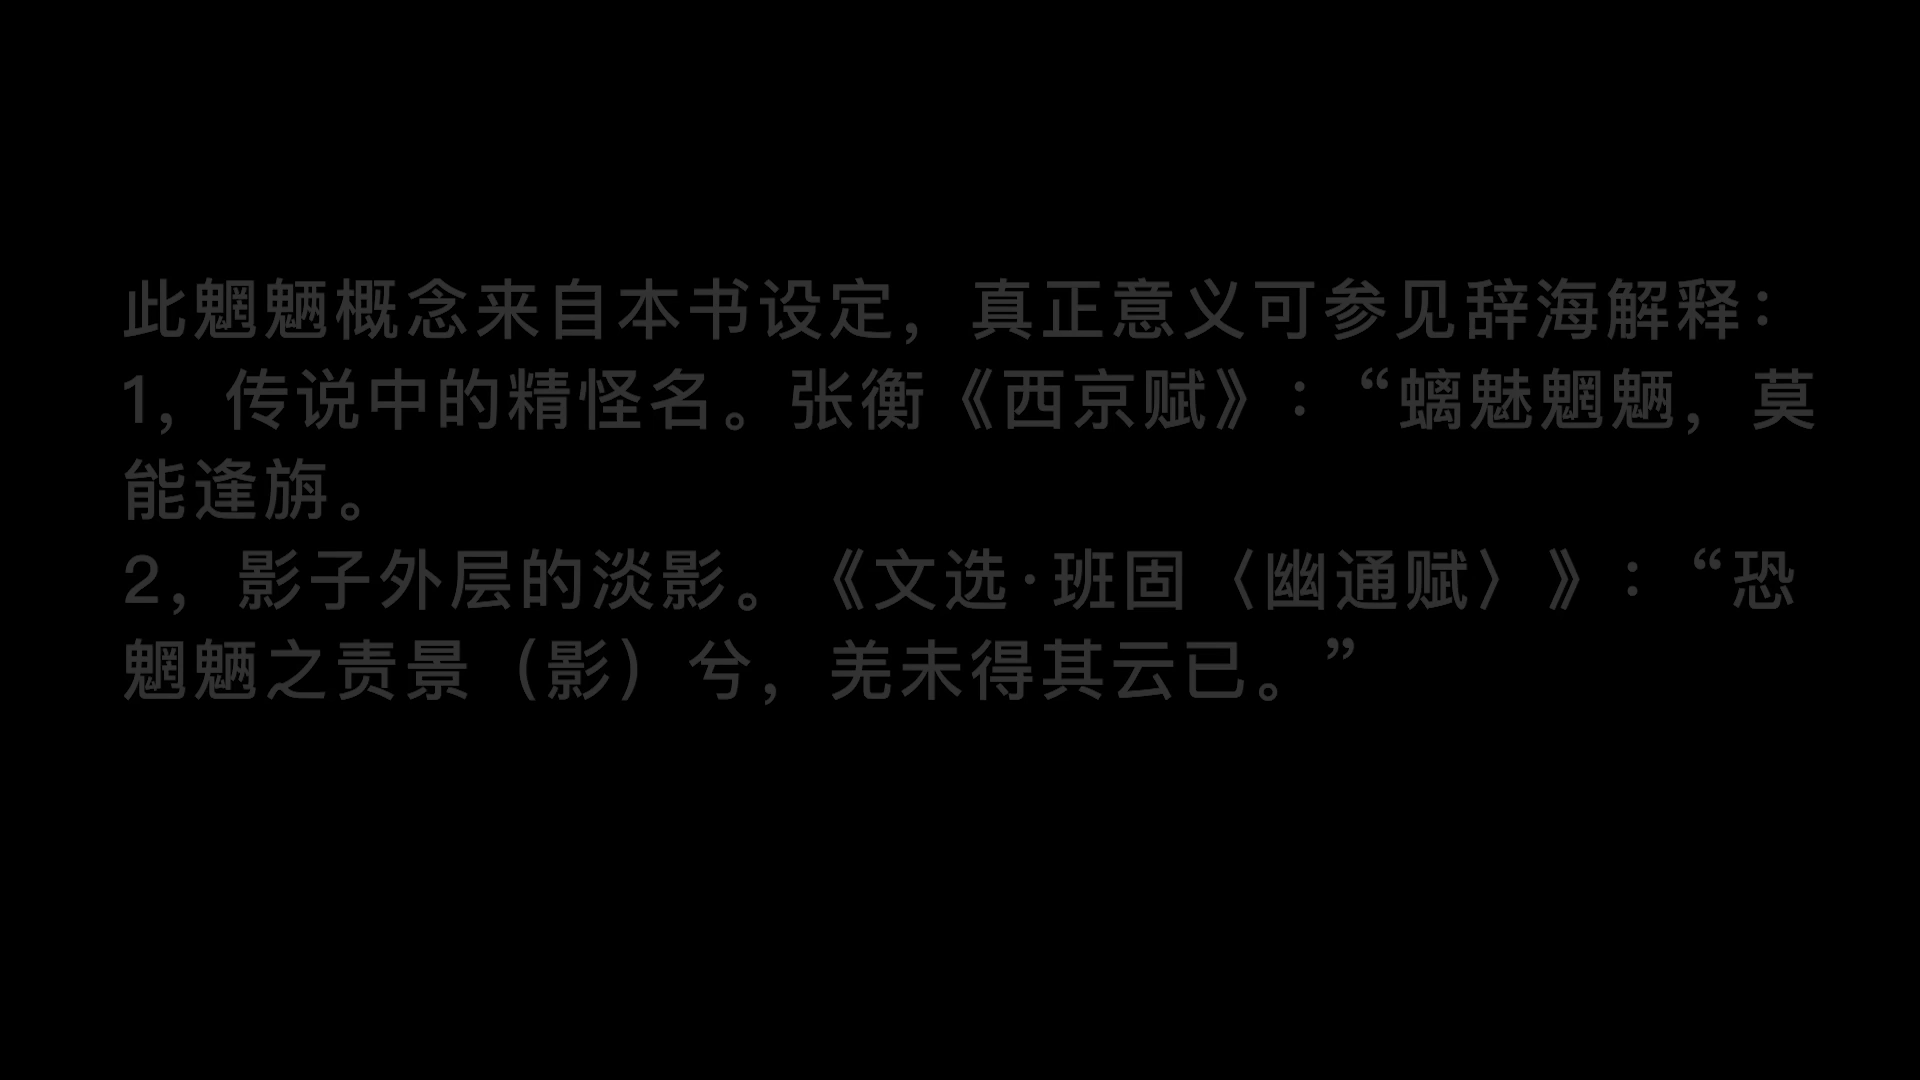 此魍魉概念来自本书设定，真正意义可参见辞海解释：
1，传说中的精怪名。张衡《西京赋》：“螭魅魍魉，莫
能逢旃。
2，影子外层的淡影。《文选·班固〈幽通赋〉》：“恐
魍魉之责景（影）兮，羌未得其云已。”